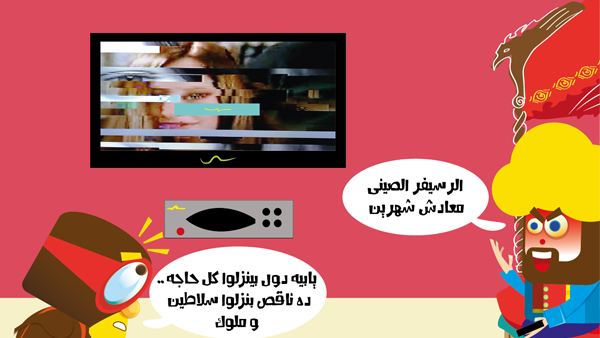 الرسيفر الصينى
معادش شهرين
ياييه دول بينزلوا كل حاجه ..
ده ناقص ينزلوا سلاطين
و ملوك